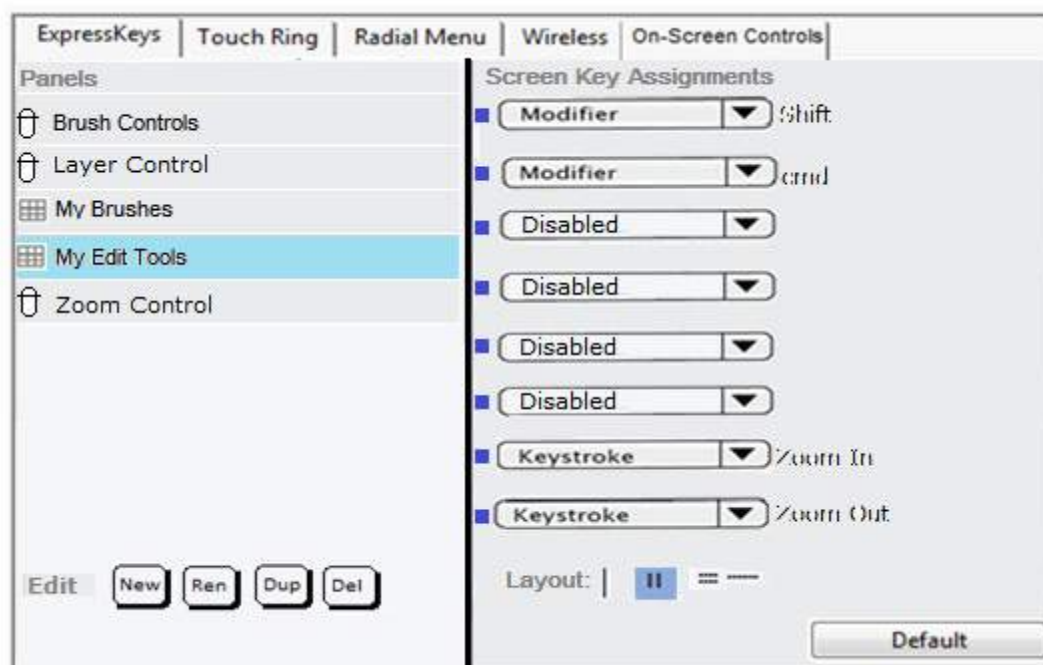 ExpressKeys Touch Ring Radial Menu Wireless On-Screen Controls
Panels
Brush Controls
Layer Control
My Brushes
My Edit Tools
Zoom Control
Edit New Ren Dup Del
Screen Key Assignments
Modifier Shift
Modifier cmd
Disabled
Disabled
Disabled
Disabled
Keystroke Zoom In
Keystroke Zoom Out
Layout:
Default